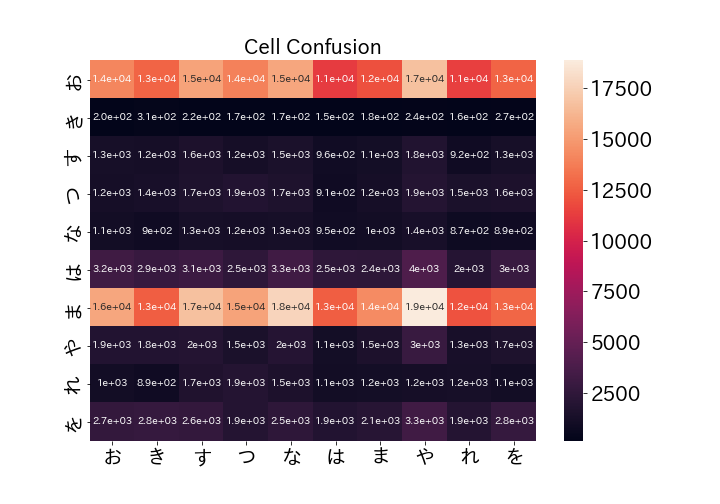 Cell Confusion
お 1.4e+04 1.3e+04 1.5e+04 1.4e+04 1.5e+04 1.1e+04 1.2e+04 1.7e+04 1.1e+04 1.3e+04
き 2.0e+02 3.1e+02 2.2e+02 1.7e+02 1.7e+02 1.5e+02 1.8e+02 2.4e+02 1.6e+02 2.7e+02
す 1.3e+03 1.2e+03 1.6e+03 1.2e+03 1.5e+03 9.6e+02 1.1e+03 1.8e+03 9.2e+02 1.3e+03
つ 1.2e+03 1.4e+03 1.7e+03 1.9e+03 1.7e+03 9.1e+02 1.2e+03 1.9e+03 1.5e+03 1.6e+03
な 1.1e+03 9e+02 1.3e+03 1.2e+03 1.3e+03 9.5e+02 1e+03 1.4e+03 8.7e+02 8.9e+02
は 3.2e+03 2.9e+03 3.1e+03 2.5e+03 3.3e+03 2.5e+03 2.4e+03 4e+03 2e+03 3e+03
ま 1.6e+04 1.3e+04 1.7e+04 1.5e+04 1.8e+04 1.3e+04 1.4e+04 1.9e+04 1.2e+04 1.3e+04
や 1.9e+03 1.8e+03 2e+03 1.5e+03 2e+03 1.1e+03 1.5e+03 3e+03 1.3e+03 1.7e+03
れ 1e+03 8.9e+02 1.7e+03 1.9e+03 1.5e+03 1.1e+03 1.2e+03 1.2e+03 1.2e+03 1.1e+03
を 2.7e+03 2.8e+03 2.6e+03 1.9e+03 2.5e+03 1.9e+03 2.1e+03 3.3e+03 1.9e+03 2.8e+03
お き す つ な は ま や れ を
17500
15000
12500
10000
7500
5000
2500